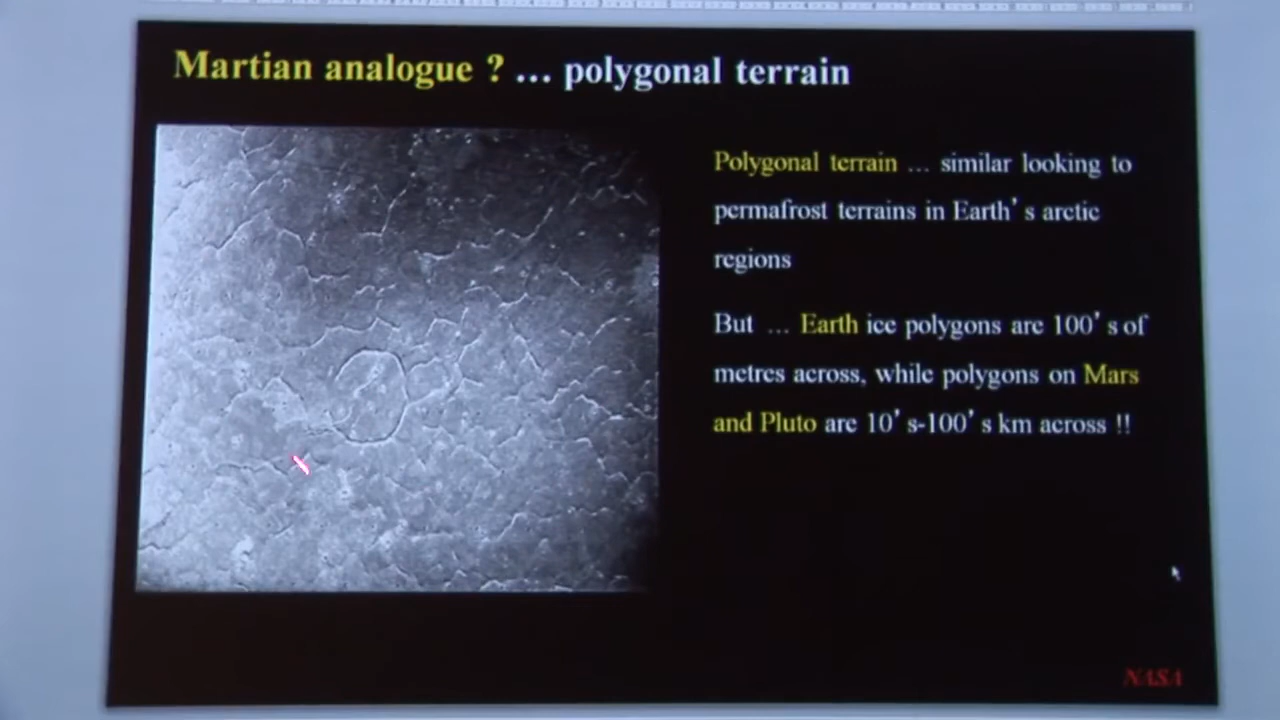 Martian analogue ? ... polygonal terrain
Polygonal terrain ... similar looking to
permafrost terrains in Earth's arctic
regions
But ... Earth ice polygons are 100's of
metres across, while polygons on Mars
and Pluto are 10's-100's km across !!
NASA